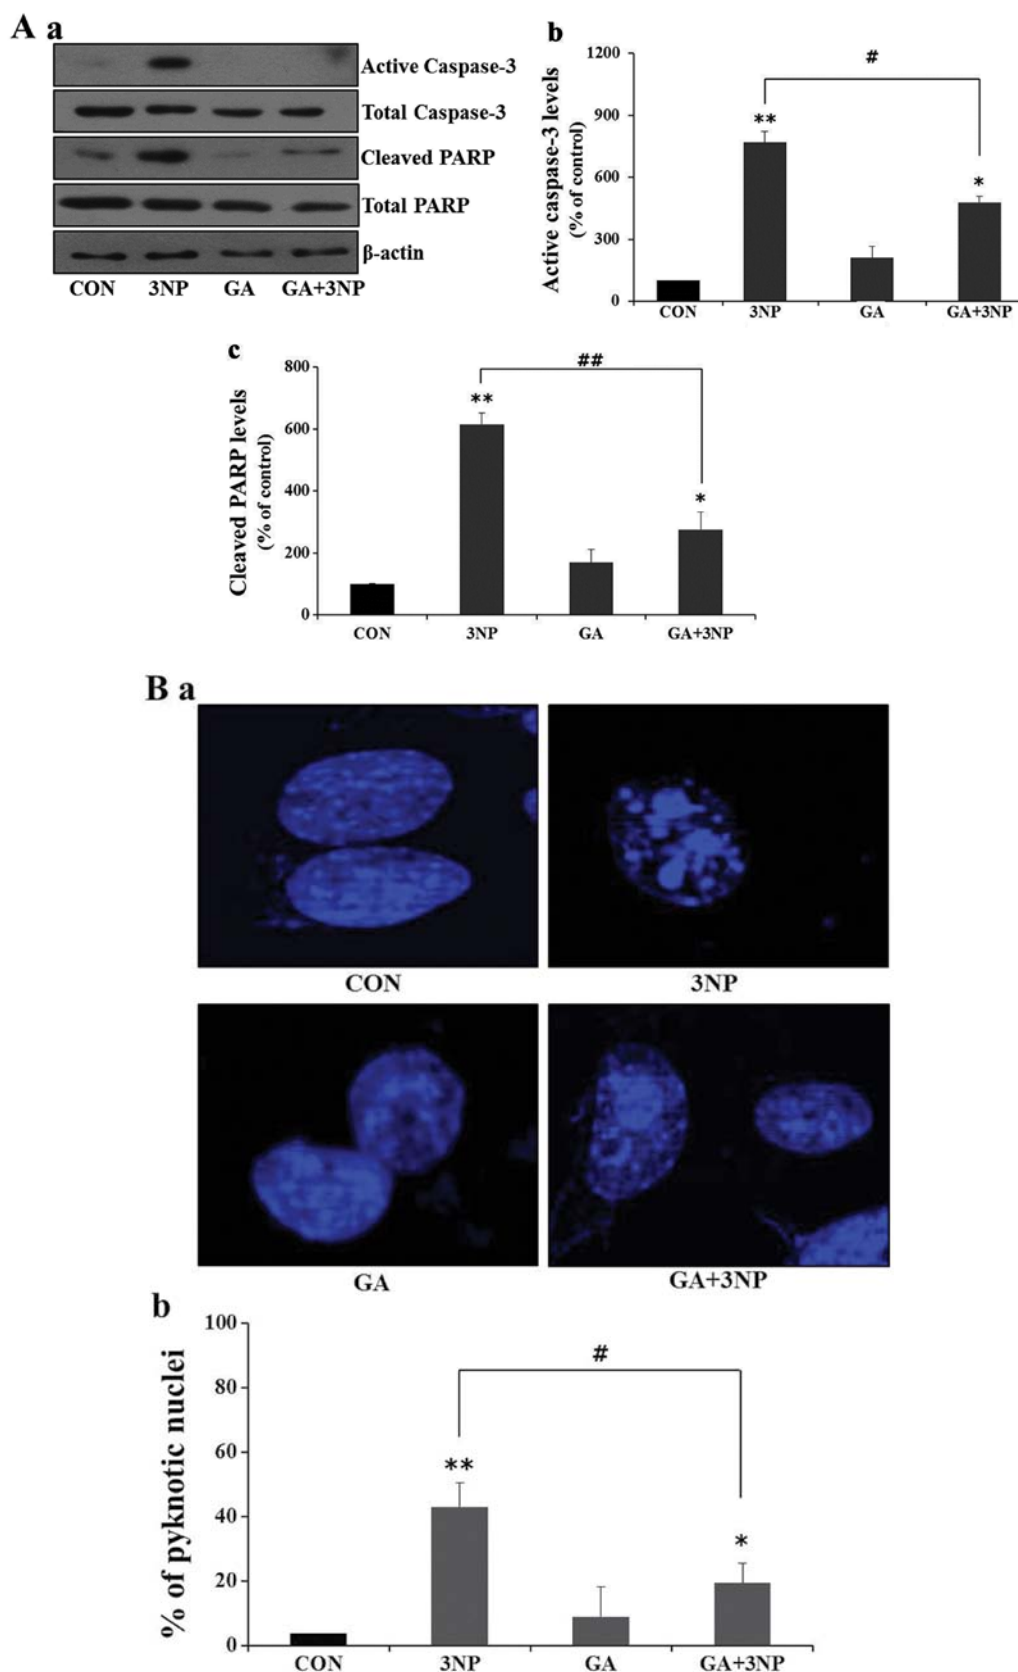 A a
Active Caspase-3
Total Caspase-3
Cleaved PARP
Total PARP
β-actin
CON 3NP GA GA+3NP
b
Active caspase-3 levels
(% of control)
1200
900
600
300
0
#
**
*
CON 3NP GA GA+3NP
c
Cleaved PARP levels
(% of control)
800
600
400
200
0
##
**
*
CON 3NP GA GA+3NP
B a
CON 3NP
GA GA+3NP
b
% of pyknotic nuclei
100
80
60
40
20
0
#
**
*
CON 3NP GA GA+3NP